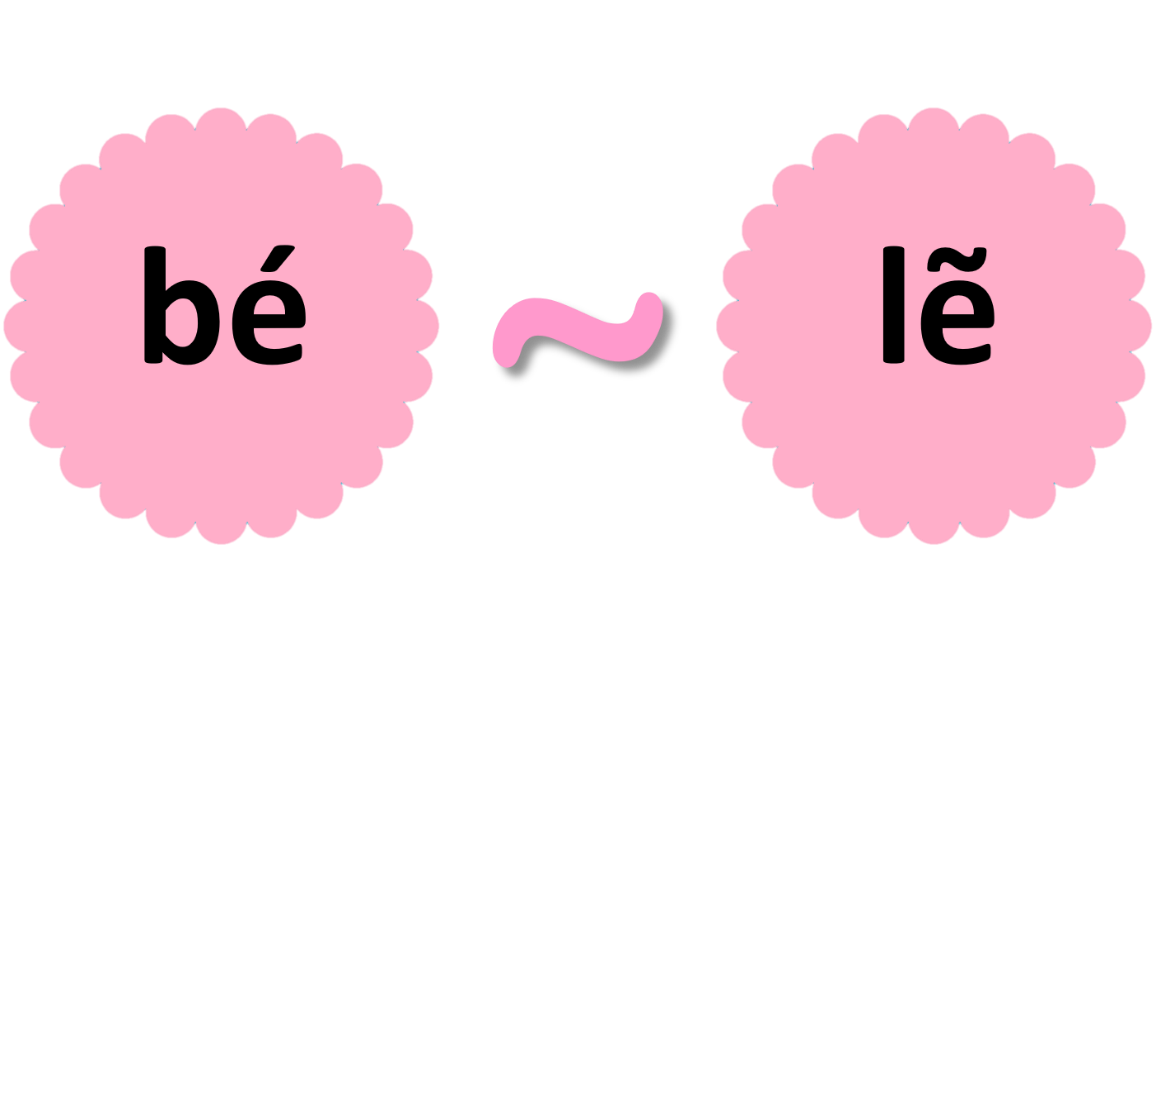 bé ~ lẽ